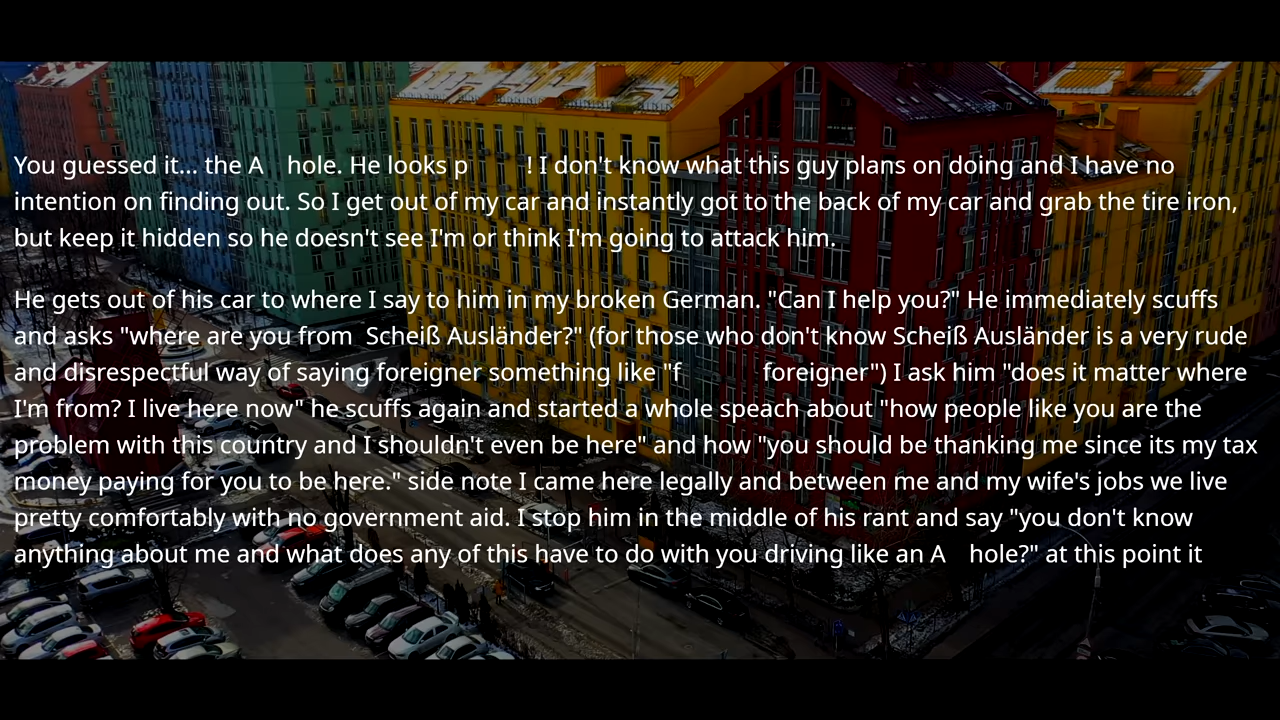 You guessed it... the A    hole. He looks p         ! I don't know what this guy plans on doing and I have no
intention on finding out. So I get out of my car and instantly got to the back of my car and grab the tire iron,
but keep it hidden so he doesn't see I'm or think I'm going to attack him.
He gets out of his car to where I say to him in my broken German. "Can I help you?" He immediately scuffs
and asks "where are you from  Scheiß Ausländer?" (for those who don't know Scheiß Ausländer is a very rude
and disrespectful way of saying foreigner something like "f             foreigner") I ask him "does it matter where
I'm from? I live here now" he scuffs again and started a whole speach about "how people like you are the
problem with this country and I shouldn't even be here" and how "you should be thanking me since its my tax
money paying for you to be here." side note I came here legally and between me and my wife's jobs we live
pretty comfortably with no government aid. I stop him in the middle of his rant and say "you don't know
anything about me and what does any of this have to do with you driving like an A    hole?" at this point it